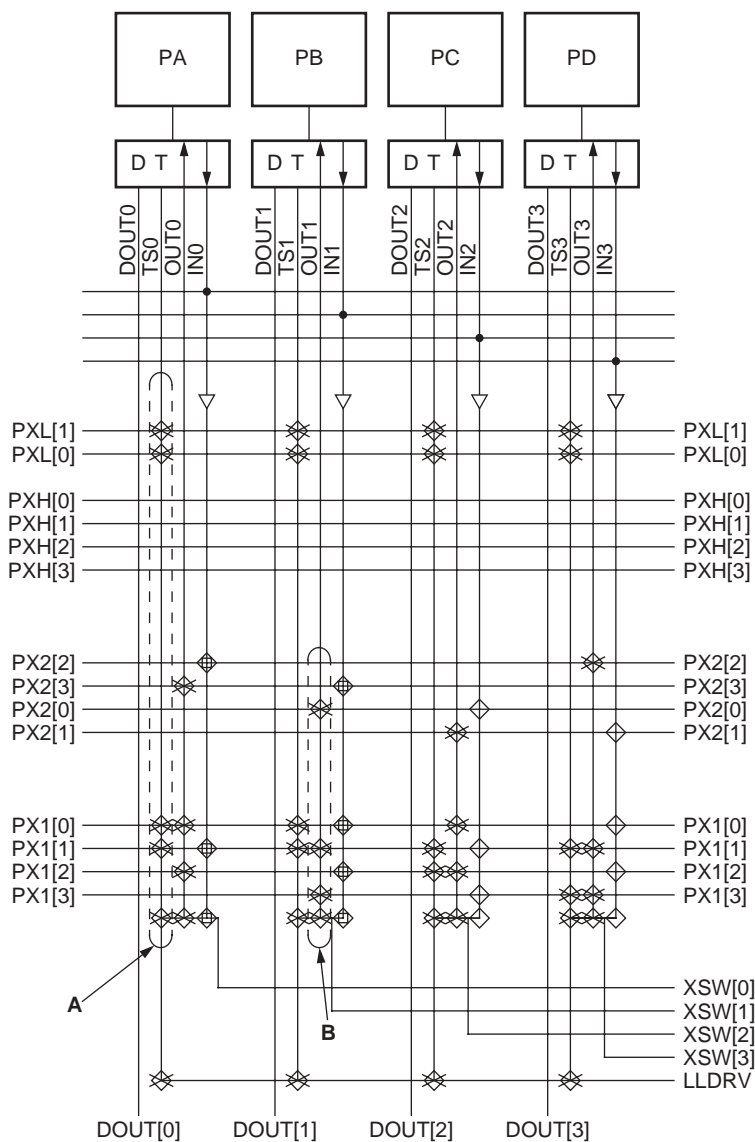 PA PB PC PD
D T D T D T D T
DOUT0 TS0 OUT0 IN0 DOUT1 TS1 OUT1 IN1 DOUT2 TS2 OUT2 IN2 DOUT3 TS3 OUT3 IN3
PXL[1] PXL[1]
PXL[0] PXL[0]
PXH[0] PXH[0]
PXH[1] PXH[1]
PXH[2] PXH[2]
PXH[3] PXH[3]
PX2[2] PX2[2]
PX2[3] PX2[3]
PX2[0] PX2[0]
PX2[1] PX2[1]
PX1[0] PX1[0]
PX1[1] PX1[1]
PX1[2] PX1[2]
PX1[3] PX1[3]
XSW[0]
A
XSW[1]
B
XSW[2]
XSW[3]
LLDRV
DOUT[0] DOUT[1] DOUT[2] DOUT[3]